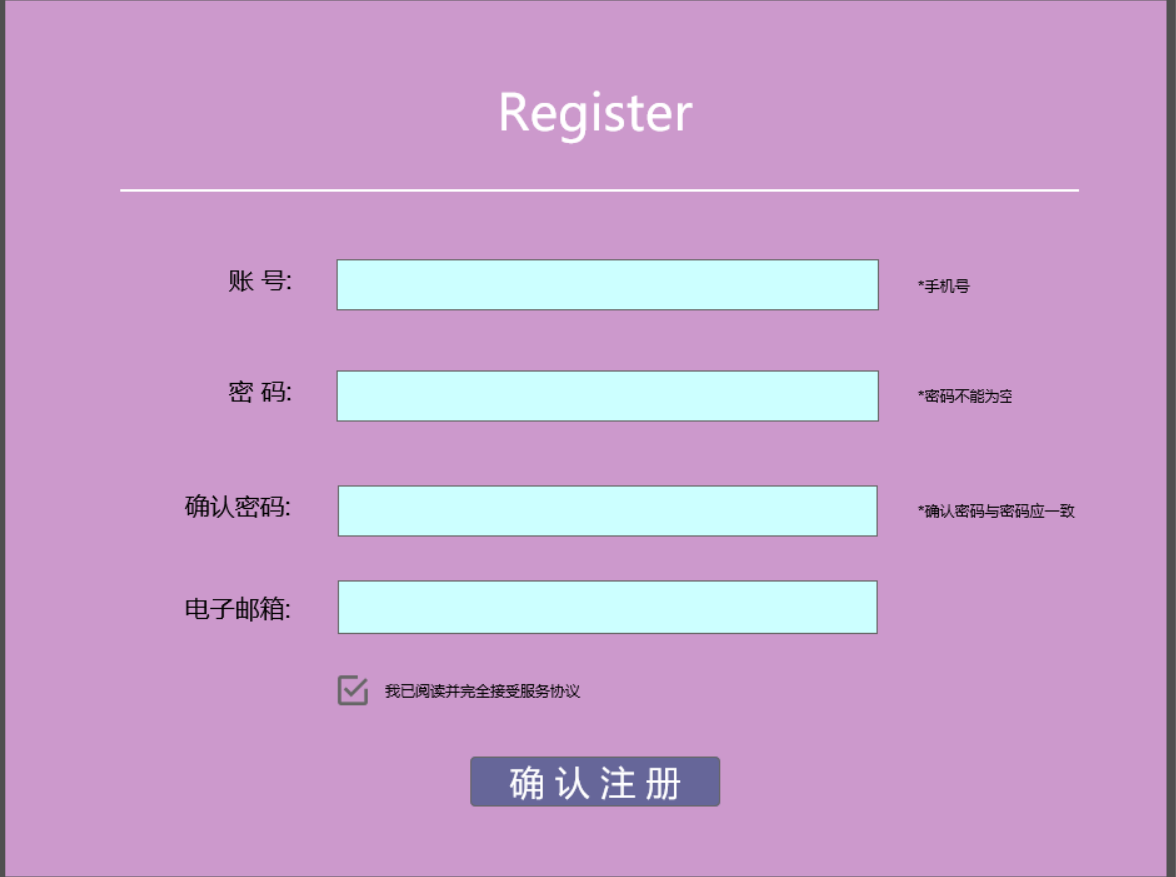 Register
账 号:
*手机号
密 码:
*密码不能为空
确认密码:
*确认密码与密码应一致
电子邮箱:
我已阅读并完全接受服务协议
确 认 注 册